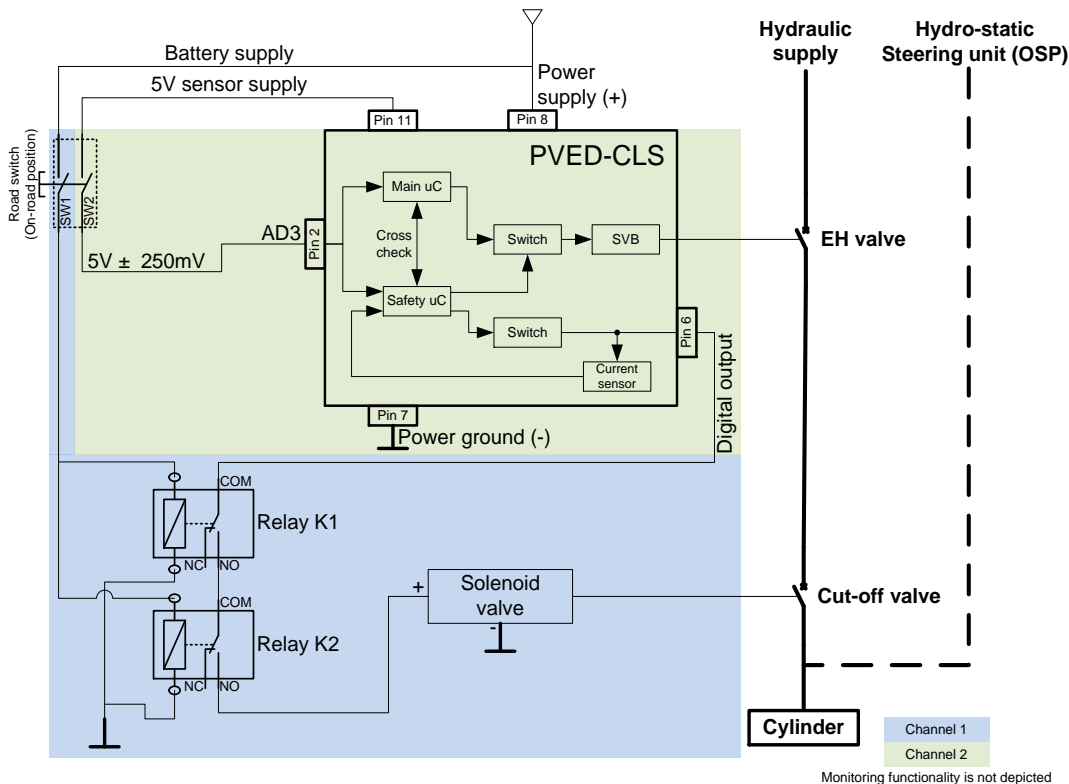 Battery supply
5V sensor supply
Power
supply (+)
Hydraulic
supply
Hydro-static
Steering unit (OSP)
Pin 11
Pin 8
PVED-CLS
Road switch
(On-road position)
SW1
SW2
Main uC
AD3
Pin 2
Cross
check
Switch
SVB
EH valve
5V ± 250mV
Safety uC
Switch
Pin 6
Current
sensor
Digital output
Pin 7
Power ground (-)
COM
Relay K1
NC
NO
COM
Relay K2
NC
NO
+
Solenoid
valve
-
Cut-off valve
Cylinder
Channel 1
Channel 2
Monitoring functionality is not depicted